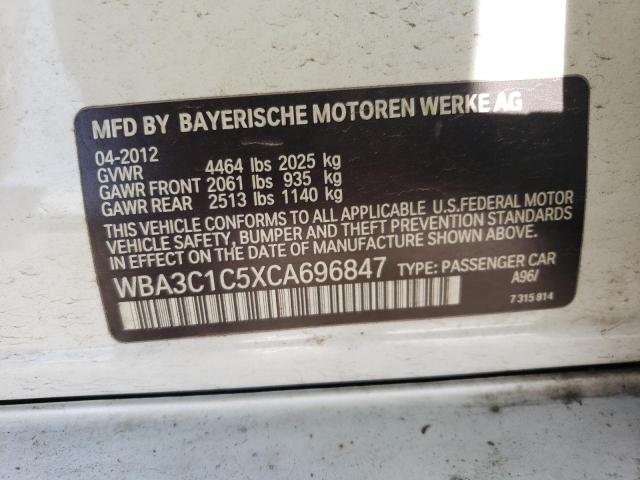 MFD BY BAYERISCHE MOTOREN WERKE AG
04-2012
GVWR 4464 lbs 2025 kg
GAWR FRONT 2061 lbs 935 kg
GAWR REAR 2513 lbs 1140 kg
THIS VEHICLE CONFORMS TO ALL APPLICABLE U.S.FEDERAL MOTOR
VEHICLE SAFETY, BUMPER AND THEFT PREVENTION STANDARDS
IN EFFECT ON THE DATE OF MANUFACTURE SHOWN ABOVE.
WBA3C1C5XCA696847 TYPE: PASSENGER CAR
A96/
7 315 814